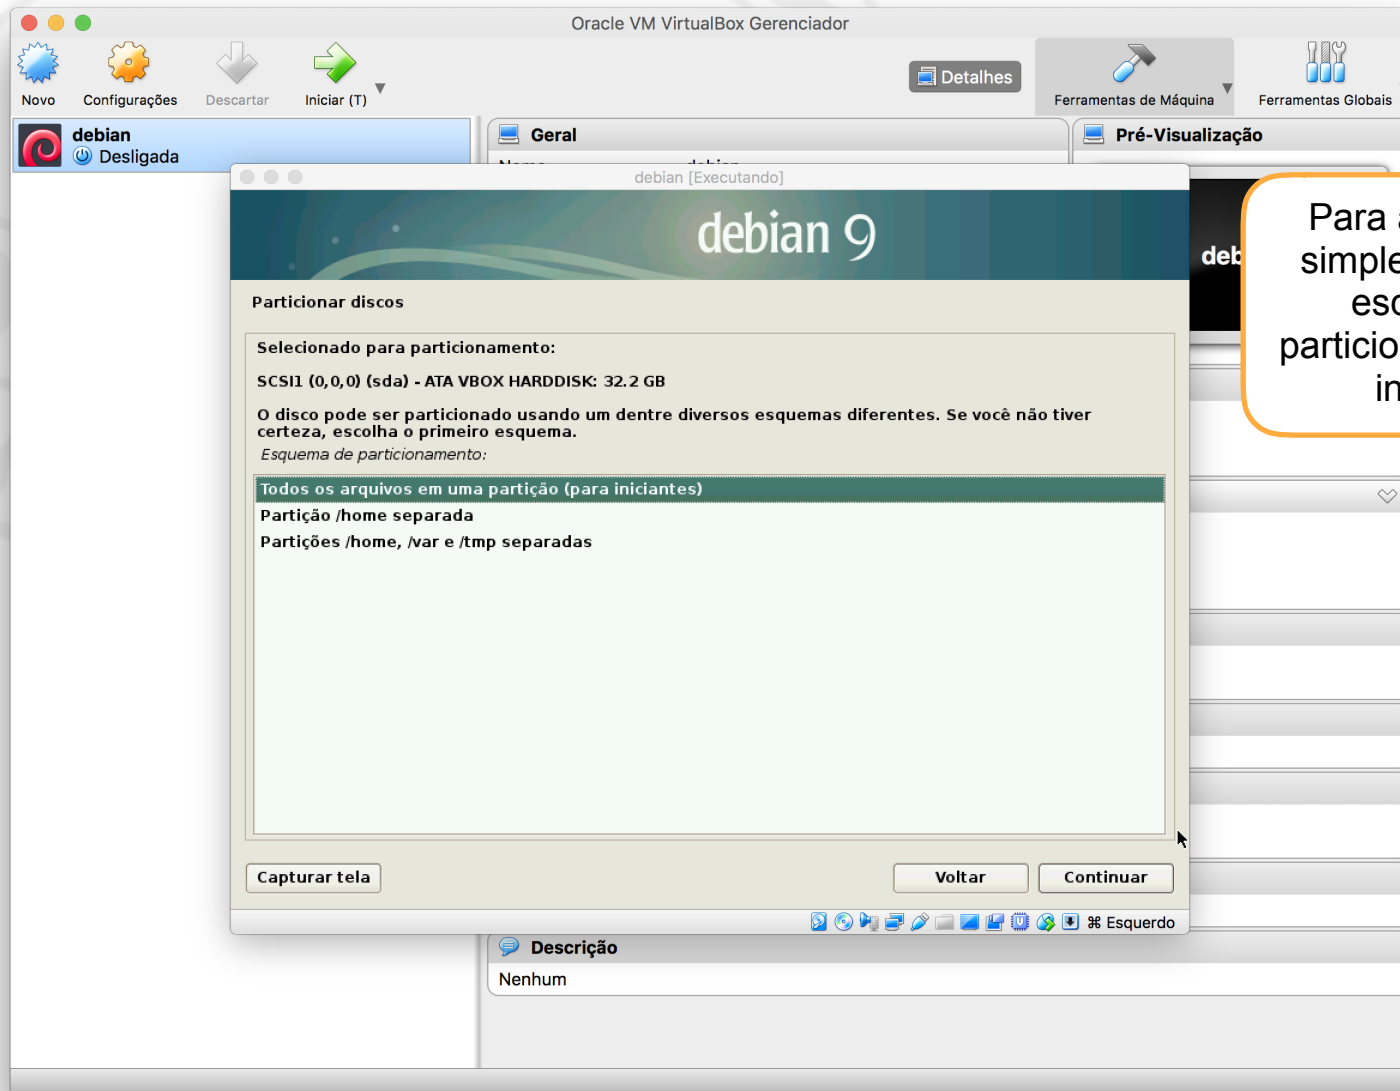 Oracle VM VirtualBox Gerenciador
Novo
Configurações
Descartar
Iniciar (T)
Detalhes
Ferramentas de Máquina
Ferramentas Globais
debian
Desligada
Geral
Pré-Visualização
debian [Executando]
debian 9
deb
Para
Particionar discos
Selecionado para particionamento:
SCSI1 (0,0,0) (sda) - ATA VBOX HARDDISK: 32.2 GB
O disco pode ser particionado usando um dentre diversos esquemas diferentes. Se você não tiver
certeza, escolha o primeiro esquema.
Esquema de particionamento:
Todos os arquivos em uma partição (para iniciantes)
Partição /home separada
Partições /home, /var e /tmp separadas
Capturar tela
Voltar
Continuar
⌘ Esquerdo
Descrição
Nenhum